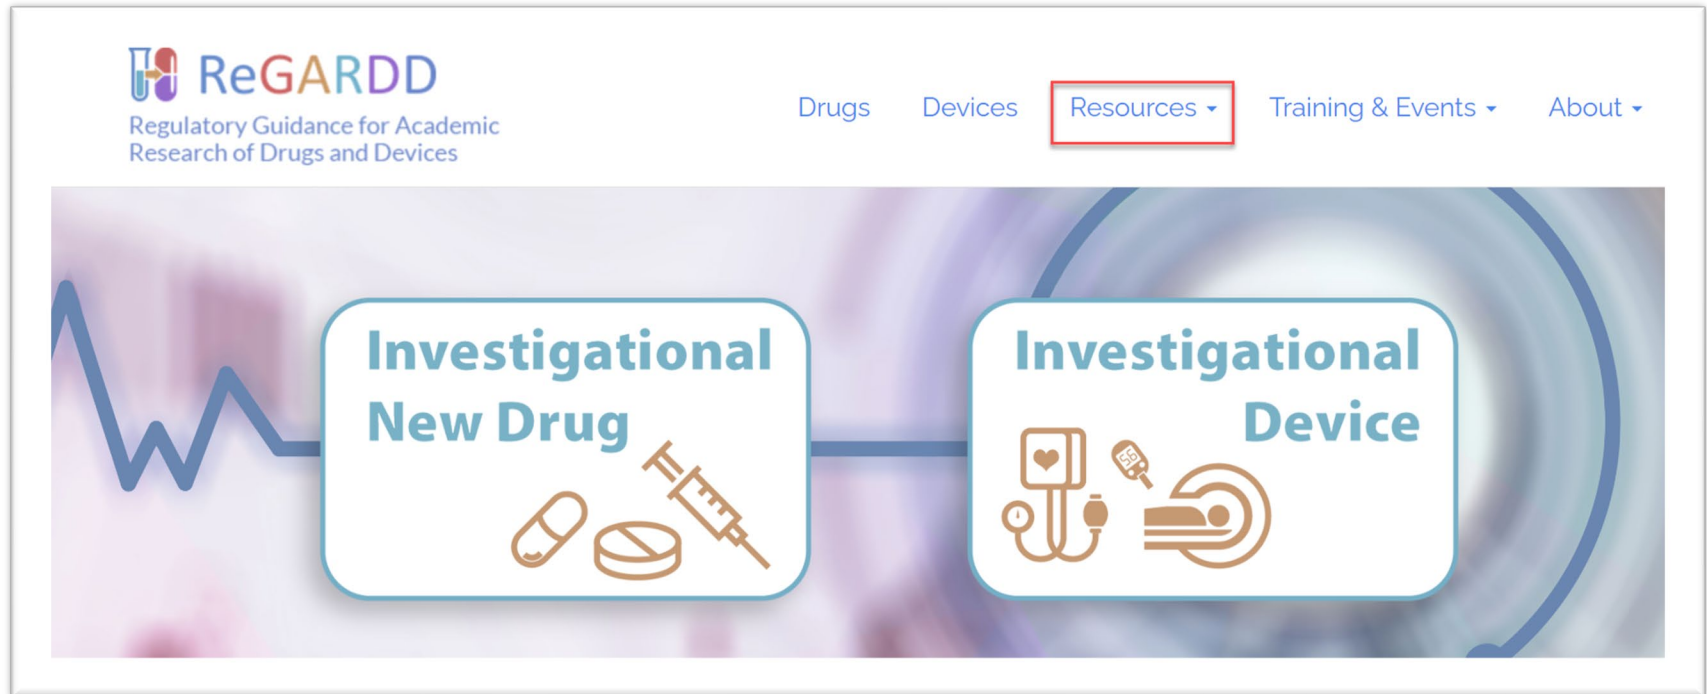 ReGARDD
Regulatory Guidance for Academic
Research of Drugs and Devices
Drugs Devices Resources Training & Events About
Investigational
New Drug
Investigational
Device
56